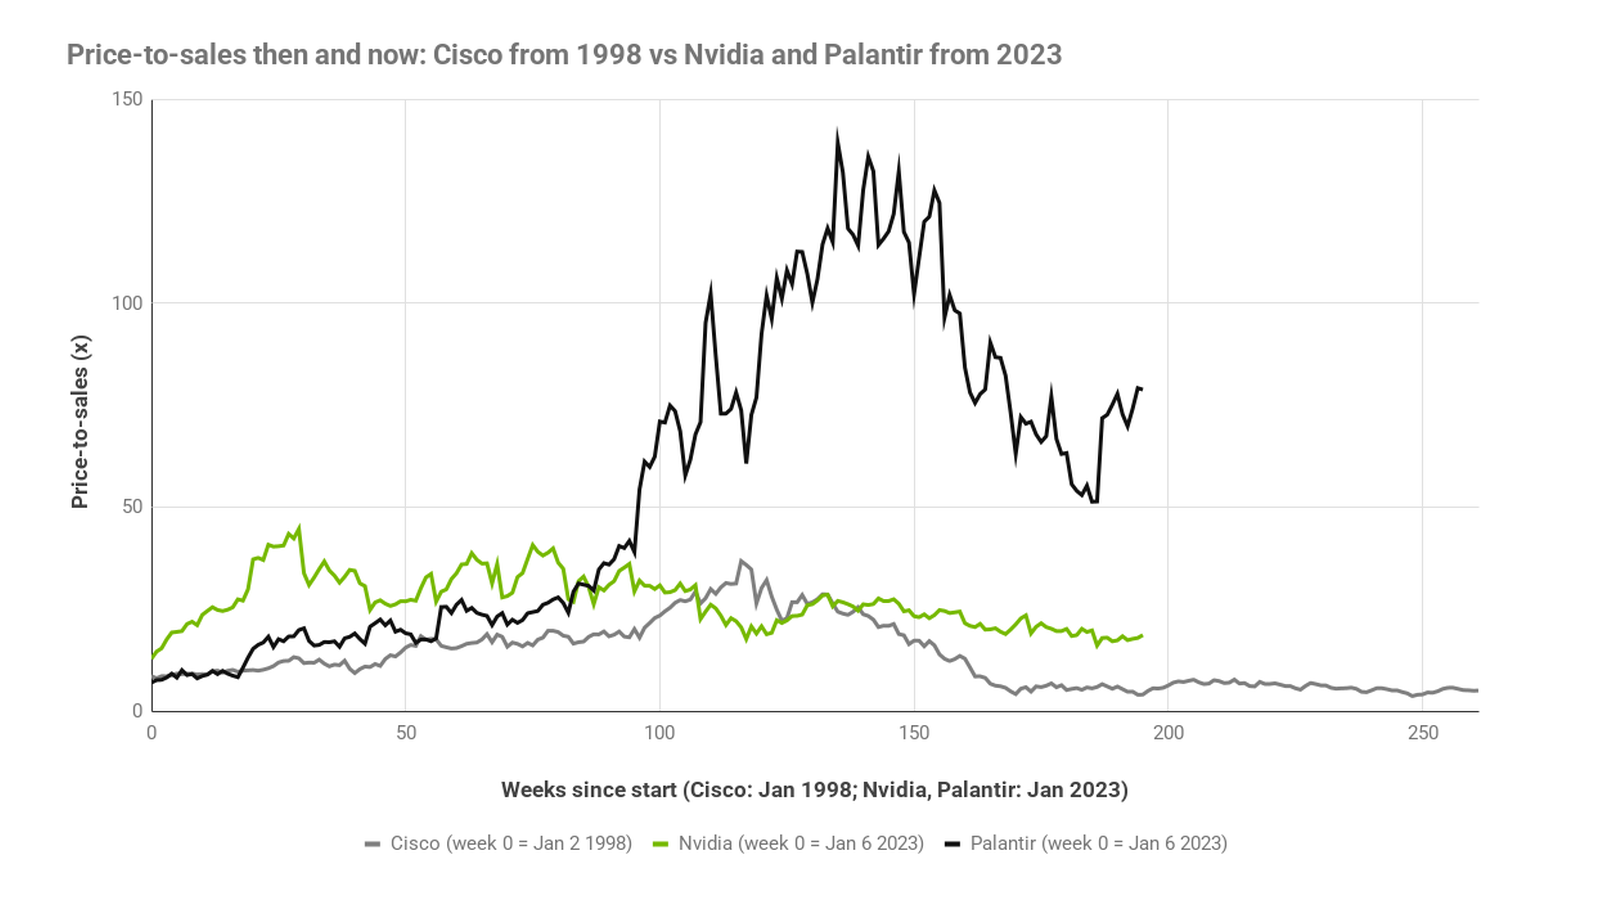 Price-to-sales then and now: Cisco from 1998 vs Nvidia and Palantir from 2023
150
100
50
0
Price-to-sales (x)
0 50 100 150 200 250
Weeks since start (Cisco: Jan 1998; Nvidia, Palantir: Jan 2023)
Cisco (week 0 = Jan 2 1998) Nvidia (week 0 = Jan 6 2023) Palantir (week 0 = Jan 6 2023)